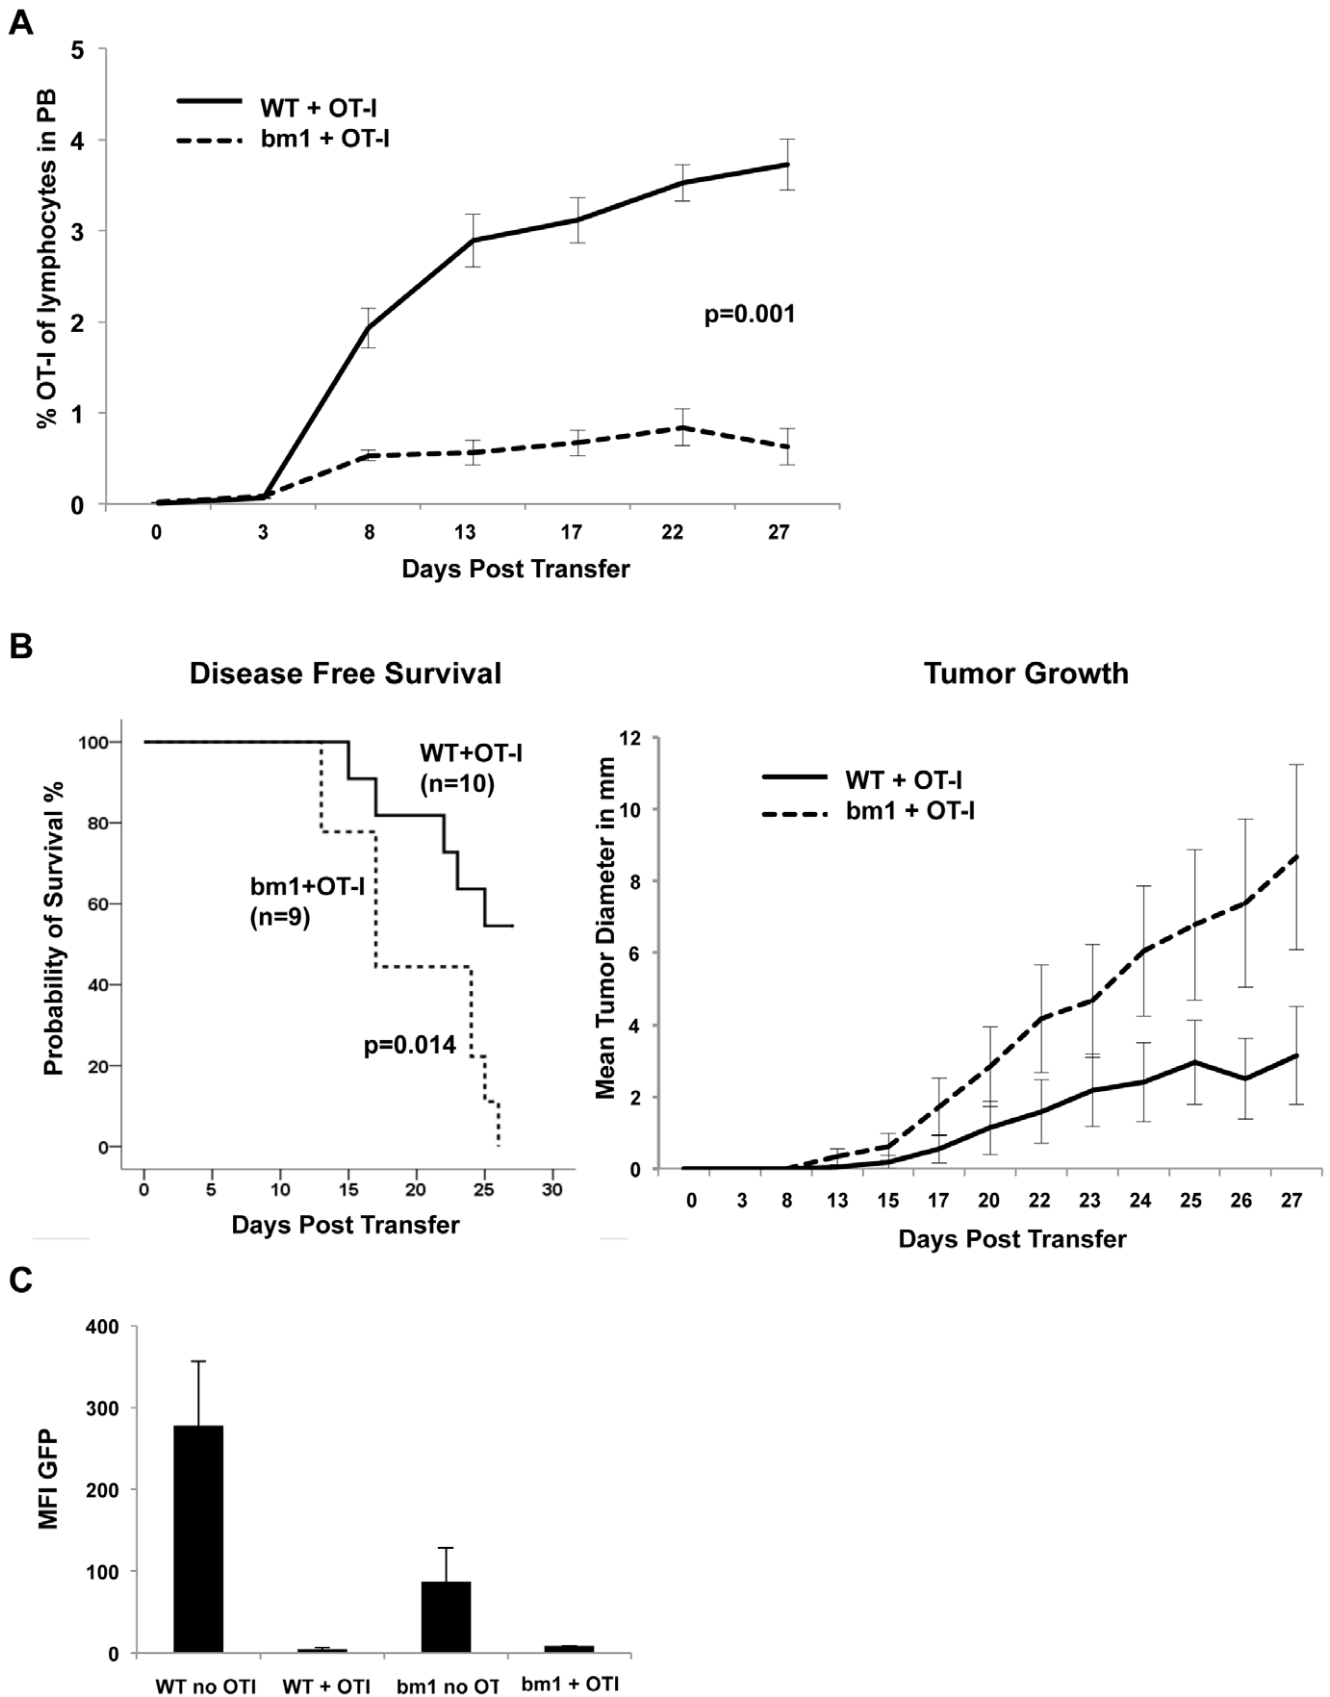 A
5
4
3
2
1
0
% OT-I of lymphocytes in PB
WT + OT-I
bm1 + OT-I
p=0.001
0 3 8 13 17 22 27
Days Post Transfer
B
Disease Free Survival
100
80
60
40
20
0
Probability of Survival %
WT+OT-I
(n=10)
bm1+OT-I
(n=9)
p=0.014
0 5 10 15 20 25 30
Days Post Transfer
Tumor Growth
12
10
8
6
4
2
0
Mean Tumor Diameter in mm
WT + OT-I
bm1 + OT-I
0 3 8 13 15 17 20 22 23 24 25 26 27
Days Post Transfer
C
400
300
200
100
0
MFI GFP
WT no OTI WT + OTI bm1 no OT bm1 + OTI